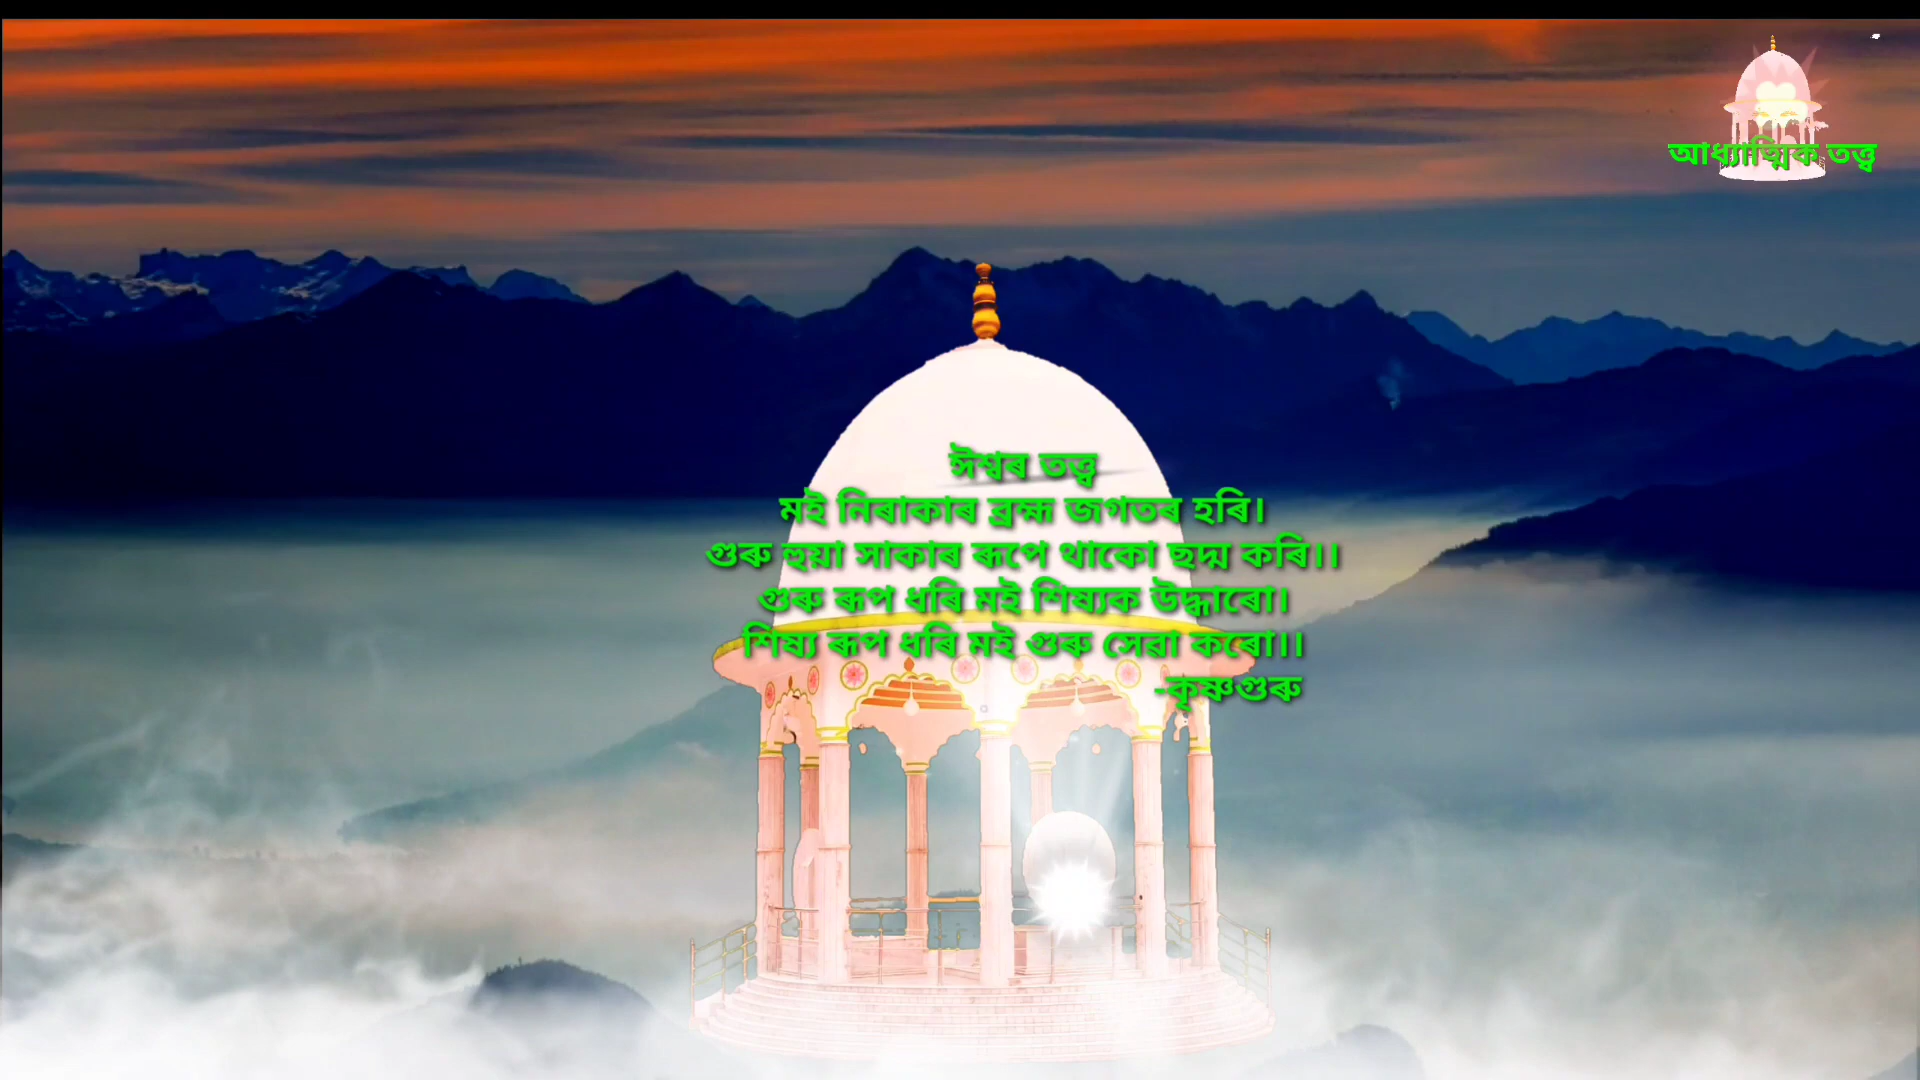 আধ্যাত্মিক তত্ত্ব
ঈশ্বৰ তত্ত্ব
মই নিৰাকাৰ ব্ৰহ্ম জগতৰ হৰি।
গুৰু হুয়া সাকাৰ ৰূপে থাকো ছদ্ম কৰি।।
গুৰু ৰূপ ধৰি মই শিষ্যক উদ্ধাৰো।
শিষ্য ৰূপ ধৰি মই গুৰু সেৱা কৰো।।
-কৃষ্ণগুৰু